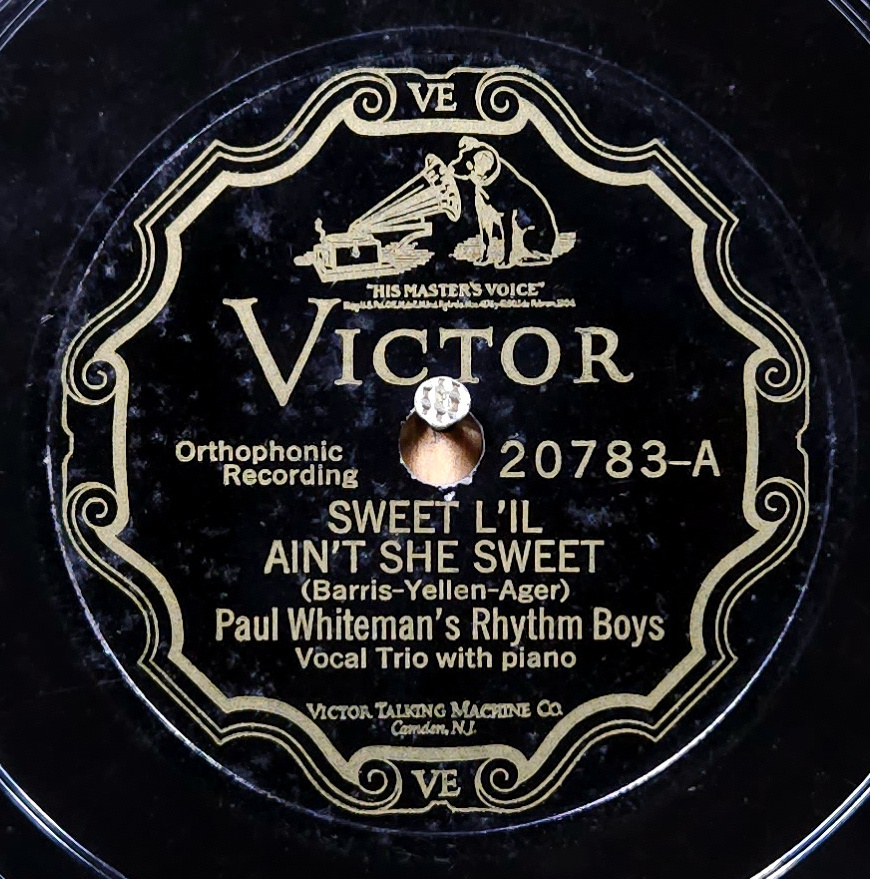 VE
"HIS MASTER'S VOICE"
VICTOR
Orthophonic
Recording
20783-A
SWEET L'IL
AIN'T SHE SWEET
(Barris-Yellen-Ager)
Paul Whiteman's Rhythm Boys
Vocal Trio with piano
VICTOR TALKING MACHINE CO.
Camden, N.J.
VE